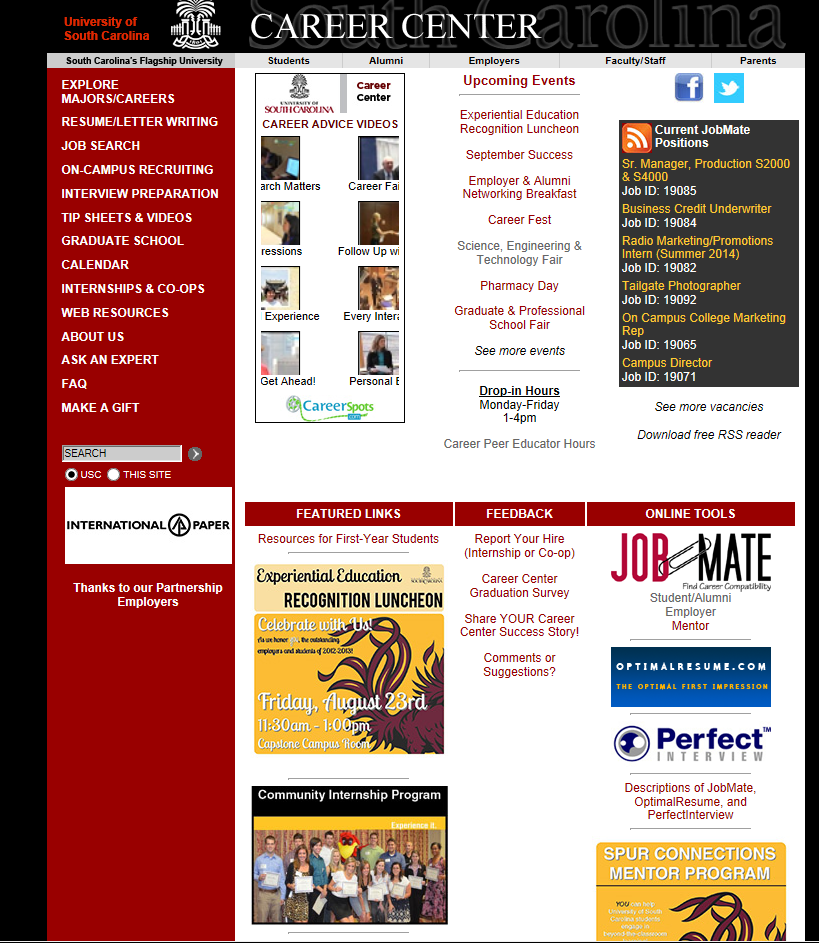 University of
South Carolina
CAREER CENTER
South Carolina
South Carolina's Flagship University
Students
Alumni
Employers
Faculty/Staff
Parents
EXPLORE
MAJORS/CAREERS
RESUME/LETTER WRITING
JOB SEARCH
ON-CAMPUS RECRUITING
INTERVIEW PREPARATION
TIP SHEETS & VIDEOS
GRADUATE SCHOOL
CALENDAR
INTERNSHIPS & CO-OPS
WEB RESOURCES
ABOUT US
ASK AN EXPERT
FAQ
MAKE A GIFT
SEARCH
USC THIS SITE
INTERNATIONAL PAPER
Thanks to our Partnership
Employers
UNIVERSITY OF
SOUTH CAROLINA
Career
Center
CAREER ADVICE VIDEOS
arch Matters
Career Fai
ressions
Follow Up wi
Experience
Every Intera
Get Ahead!
Personal E
CareerSpots
.com
Upcoming Events
Experiential Education
Recognition Luncheon
September Success
Employer & Alumni
Networking Breakfast
Career Fest
Science, Engineering &
Technology Fair
Pharmacy Day
Graduate & Professional
School Fair
See more events
Drop-in Hours
Monday-Friday
1-4pm
Career Peer Educator Hours
Current JobMate
Positions
Sr. Manager, Production S2000
& S4000
Job ID: 19085
Business Credit Underwriter
Job ID: 19084
Radio Marketing/Promotions
Intern (Summer 2014)
Job ID: 19082
Tailgate Photographer
Job ID: 19092
On Campus College Marketing
Rep
Job ID: 19065
Campus Director
Job ID: 19071
See more vacancies
Download free RSS reader
FEATURED LINKS
Resources for First-Year Students
Experiential Education
RECOGNITION LUNCHEON
Celebrate with Us!
As we honor the outstanding
employers and students of 2012-2013!
Friday, August 23rd
11:30am - 1:00pm
Capstone Campus Room
Community Internship Program
Experience it
FEEDBACK
Report Your Hire
(Internship or Co-op)
Career Center
Graduation Survey
Share YOUR Career
Center Success Story!
Comments or
Suggestions?
ONLINE TOOLS
JOBMATE
Find Career Compatibility
Student/Alumni
Employer
Mentor
OPTIMALRESUME.COM
THE OPTIMAL FIRST IMPRESSION
Perfect™
INTERVIEW
Descriptions of JobMate,
OptimalResume, and
PerfectInterview
SPUR CONNECTIONS
MENTOR PROGRAM
YOU can help
University of South
Carolina students
engage in
beyond-the-classroom